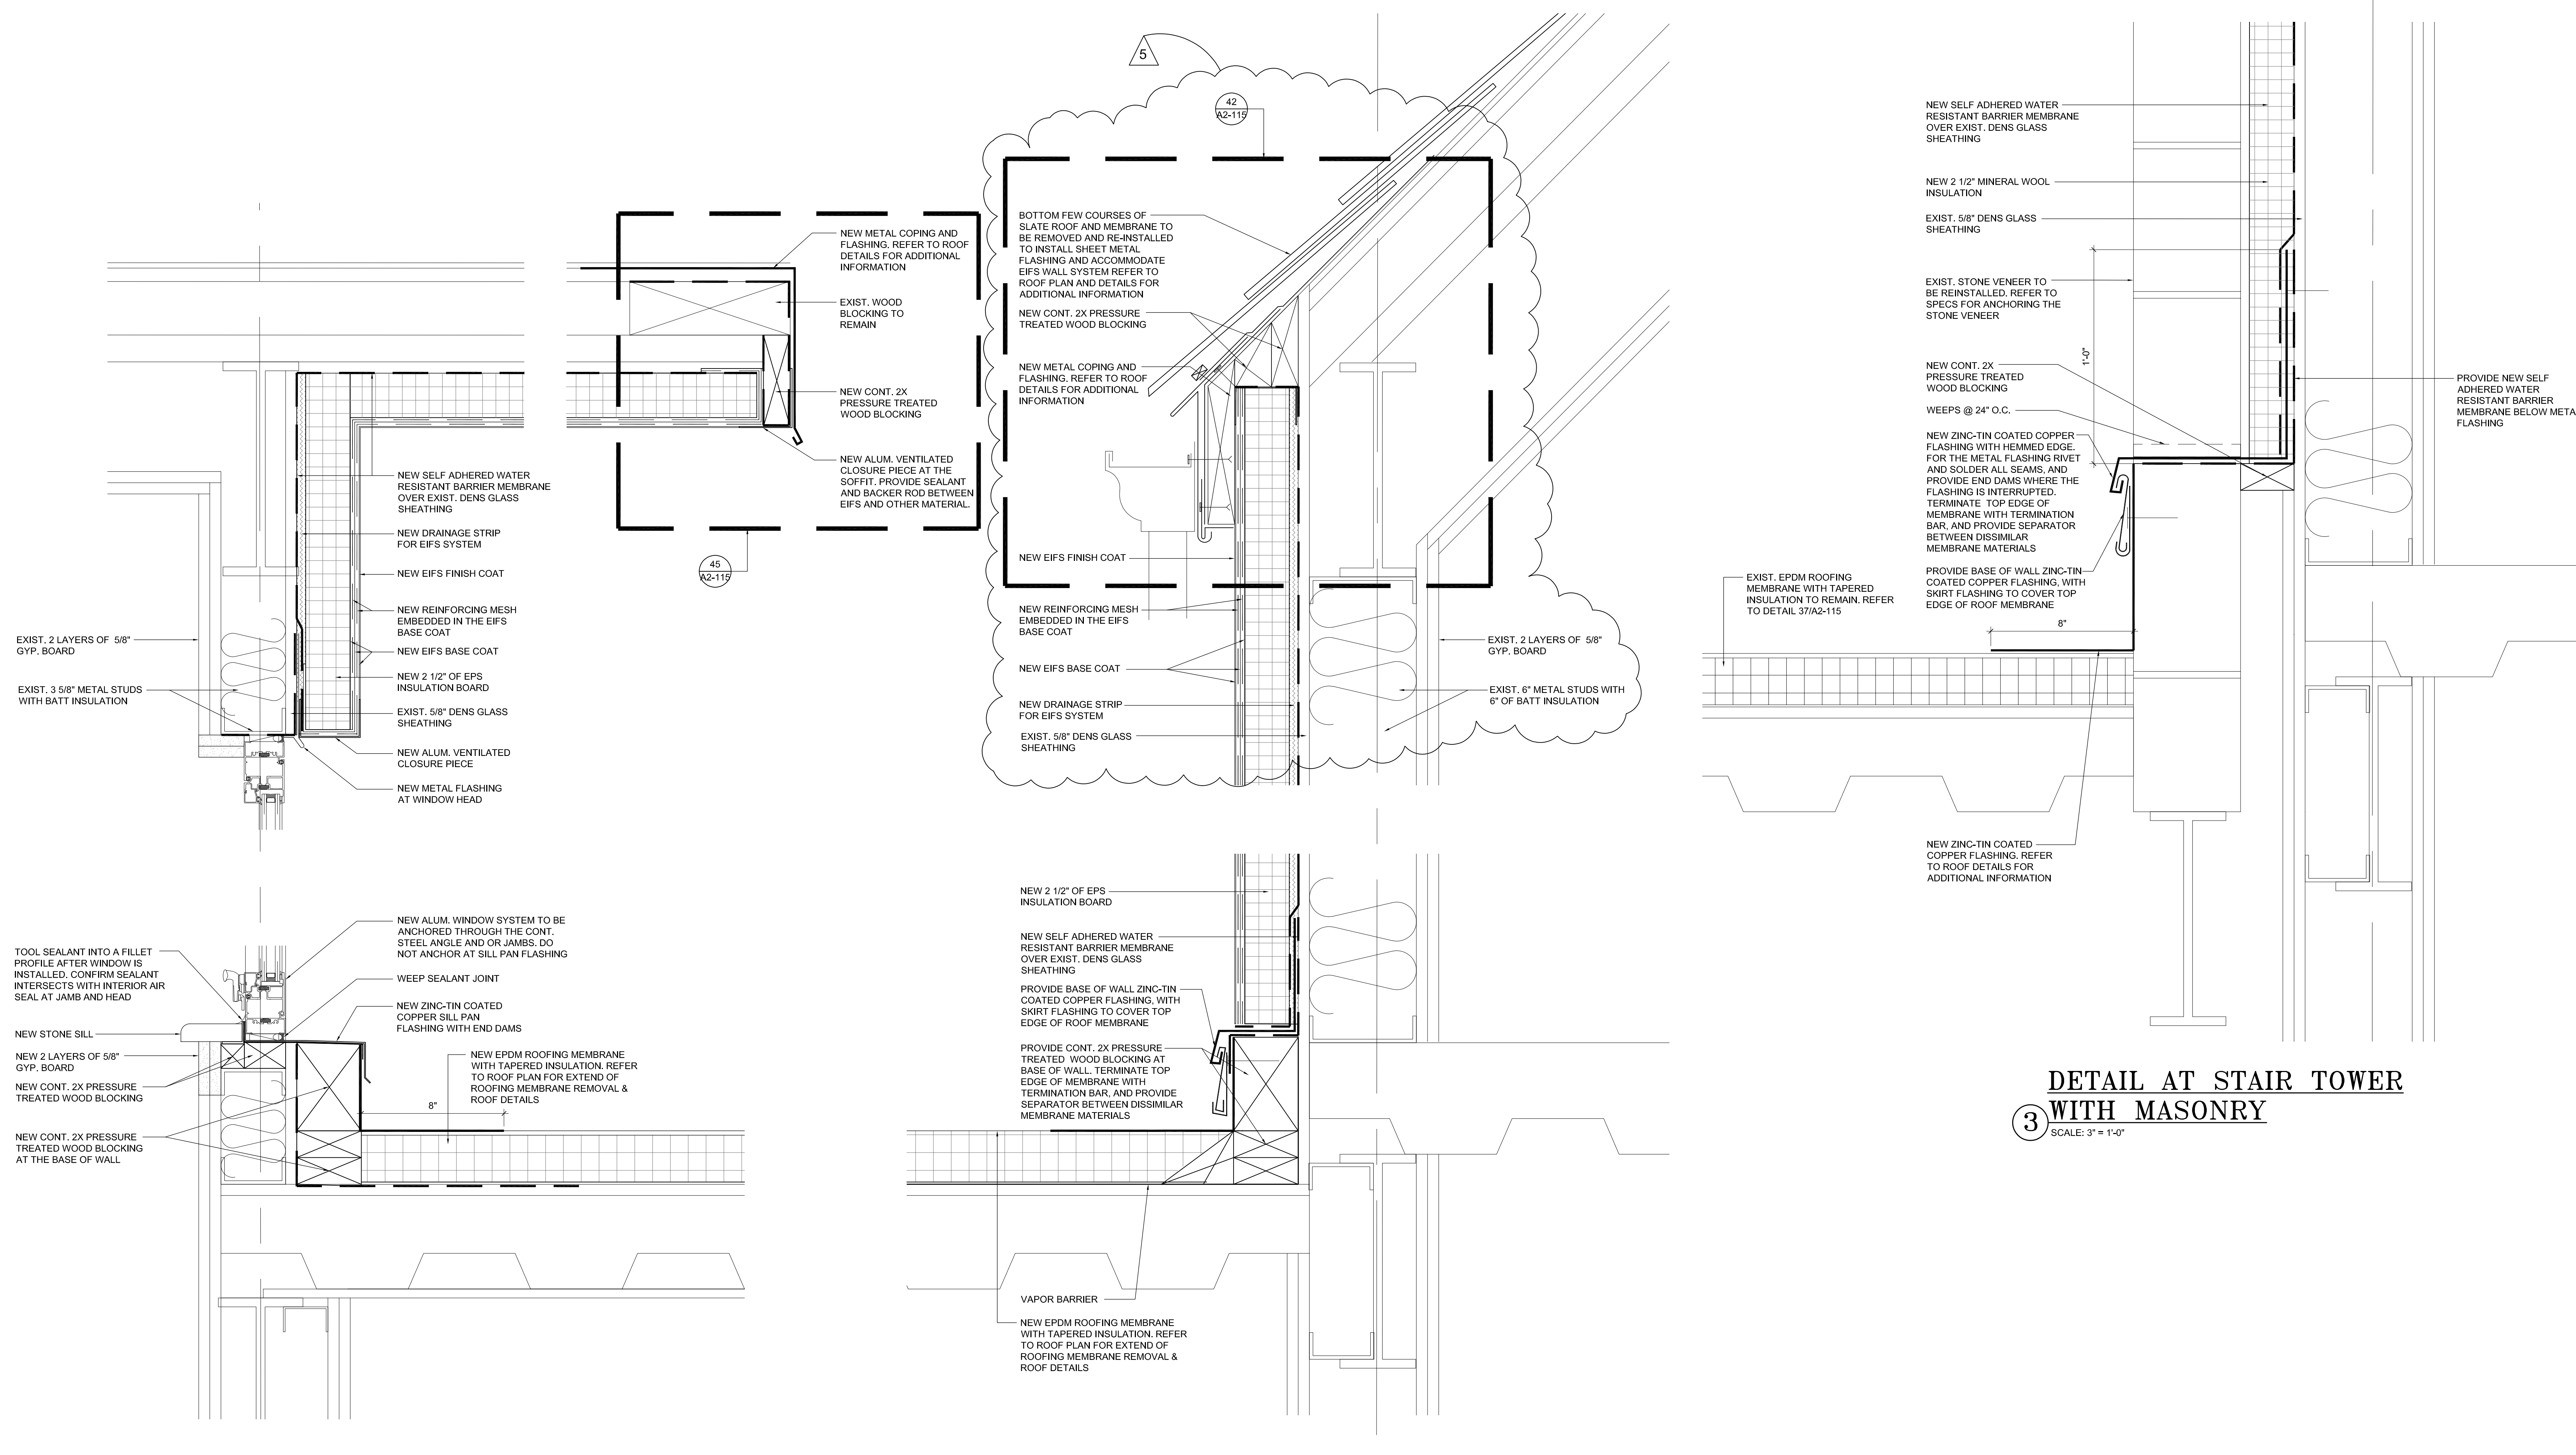 NEW METAL COPING AND
FLASHING. REFER TO ROOF
DETAILS FOR ADDITIONAL
INFORMATION
EXIST. WOOD
BLOCKING TO
REMAIN
NEW CONT. 2X
PRESSURE TREATED
WOOD BLOCKING
NEW ALUM. VENTILATED
CLOSURE PIECE AT THE
SOFFIT. PROVIDE SEALANT
AND BACKER ROD BETWEEN
EIFS AND OTHER MATERIAL.
45
A2-115
NEW SELF ADHERED WATER
RESISTANT BARRIER MEMBRANE
OVER EXIST. DENS GLASS
SHEATHING
NEW DRAINAGE STRIP
FOR EIFS SYSTEM
NEW EIFS FINISH COAT
NEW REINFORCING MESH
EMBEDDED IN THE EIFS
BASE COAT
NEW EIFS BASE COAT
NEW 2 1/2" OF EPS
INSULATION BOARD
EXIST. 5/8" DENS GLASS
SHEATHING
NEW ALUM. VENTILATED
CLOSURE PIECE
NEW METAL FLASHING
AT WINDOW HEAD
EXIST. 2 LAYERS OF 5/8"
GYP. BOARD
EXIST. 3 5/8" METAL STUDS
WITH BATT INSULATION
NEW ALUM. WINDOW SYSTEM TO BE
ANCHORED THROUGH THE CONT.
STEEL ANGLE AND OR JAMBS. DO
NOT ANCHOR AT SILL PAN FLASHING
WEEP SEALANT JOINT
NEW ZINC-TIN COATED
COPPER SILL PAN
FLASHING WITH END DAMS
NEW EPDM ROOFING MEMBRANE
WITH TAPERED INSULATION. REFER
TO ROOF PLAN FOR EXTEND OF
ROOFING MEMBRANE REMOVAL &
ROOF DETAILS
8"
TOOL SEALANT INTO A FILLET
PROFILE AFTER WINDOW IS
INSTALLED. CONFIRM SEALANT
INTERSECTS WITH INTERIOR AIR
SEAL AT JAMB AND HEAD
NEW STONE SILL
NEW 2 LAYERS OF 5/8"
GYP. BOARD
NEW CONT. 2X PRESSURE
TREATED WOOD BLOCKING
NEW CONT. 2X PRESSURE
TREATED WOOD BLOCKING
AT THE BASE OF WALL
5
42
A2-115
BOTTOM FEW COURSES OF
SLATE ROOF AND MEMBRANE TO
BE REMOVED AND RE-INSTALLED
TO INSTALL SHEET METAL
FLASHING AND ACCOMMODATE
EIFS WALL SYSTEM REFER TO
ROOF PLAN AND DETAILS FOR
ADDITIONAL INFORMATION
NEW CONT. 2X PRESSURE
TREATED WOOD BLOCKING
NEW METAL COPING AND
FLASHING. REFER TO ROOF
DETAILS FOR ADDITIONAL
INFORMATION
NEW EIFS FINISH COAT
NEW REINFORCING MESH
EMBEDDED IN THE EIFS
BASE COAT
NEW EIFS BASE COAT
NEW DRAINAGE STRIP
FOR EIFS SYSTEM
EXIST. 5/8" DENS GLASS
SHEATHING
EXIST. 2 LAYERS OF 5/8"
GYP. BOARD
EXIST. 6" METAL STUDS WITH
6" OF BATT INSULATION
NEW 2 1/2" OF EPS
INSULATION BOARD
NEW SELF ADHERED WATER
RESISTANT BARRIER MEMBRANE
OVER EXIST. DENS GLASS
SHEATHING
PROVIDE BASE OF WALL ZINC-TIN
COATED COPPER FLASHING, WITH
SKIRT FLASHING TO COVER TOP
EDGE OF ROOF MEMBRANE
PROVIDE CONT. 2X PRESSURE
TREATED WOOD BLOCKING AT
BASE OF WALL. TERMINATE TOP
EDGE OF MEMBRANE WITH
TERMINATION BAR, AND PROVIDE
SEPARATOR BETWEEN DISSIMILAR
MEMBRANE MATERIALS
VAPOR BARRIER
NEW EPDM ROOFING MEMBRANE
WITH TAPERED INSULATION. REFER
TO ROOF PLAN FOR EXTEND OF
ROOFING MEMBRANE REMOVAL &
ROOF DETAILS
NEW SELF ADHERED WATER
RESISTANT BARRIER MEMBRANE
OVER EXIST. DENS GLASS
SHEATHING
NEW 2 1/2" MINERAL WOOL
INSULATION
EXIST. 5/8" DENS GLASS
SHEATHING
EXIST. STONE VENEER TO
BE REINSTALLED. REFER TO
SPECS FOR ANCHORING THE
STONE VENEER
1'-0"
NEW CONT. 2X
PRESSURE TREATED
WOOD BLOCKING
WEEPS @ 24" O.C.
NEW ZINC-TIN COATED COPPER
FLASHING WITH HEMMED EDGE.
FOR THE METAL FLASHING RIVET
AND SOLDER ALL SEAMS, AND
PROVIDE END DAMS WHERE THE
FLASHING IS INTERRUPTED.
TERMINATE TOP EDGE OF
MEMBRANE WITH TERMINATION
BAR, AND PROVIDE SEPARATOR
BETWEEN DISSIMILAR
MEMBRANE MATERIALS
PROVIDE BASE OF WALL ZINC-TIN
COATED COPPER FLASHING, WITH
SKIRT FLASHING TO COVER TOP
EDGE OF ROOF MEMBRANE
8"
EXIST. EPDM ROOFING
MEMBRANE WITH TAPERED
INSULATION TO REMAIN. REFER
TO DETAIL 37/A2-115
PROVIDE NEW SELF
ADHERED WATER
RESISTANT BARRIER
MEMBRANE BELOW META
FLASHING
NEW ZINC-TIN COATED
COPPER FLASHING. REFER
TO ROOF DETAILS FOR
ADDITIONAL INFORMATION
DETAIL AT STAIR TOWER
3 WITH MASONRY
SCALE: 3" = 1'-0"